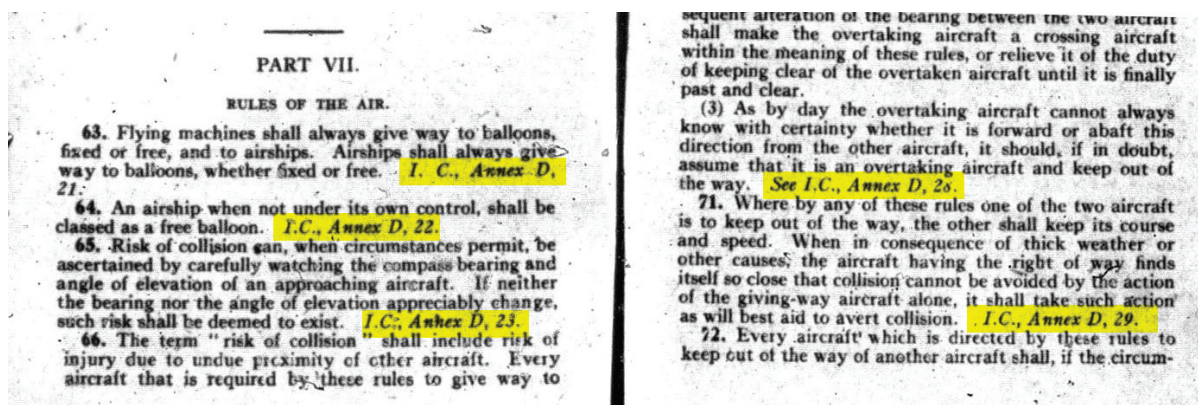 PART VII.
RULES OF THE AIR.
63. Flying machines shall always give way to balloons,
fixed or free, and to airships. Airships shall always give
way to balloons, whether fixed or free. I. C., Annex D,
21.
64. An airship when not under its own control, shall be
classed as a free balloon. I.C., Annex D, 22.
65. Risk of collision can, when circumstances permit, be
ascertained by carefully watching the compass bearing and
angle of elevation of an approaching aircraft. If neither
the bearing nor the angle of elevation appreciably change,
such risk shall be deemed to exist. I.C., Annex D, 23.
66. The term "risk of collision" shall include risk of
injury due to undue proximity of other aircraft. Every
aircraft that is required by these rules to give way to
sequent alteration of the bearing between the two aircraft
shall make the overtaking aircraft a crossing aircraft
within the meaning of these rules, or relieve it of the duty
of keeping clear of the overtaken aircraft until it is finally
past and clear.
(3) As by day the overtaking aircraft cannot always
know with certainty whether it is forward or abaft this
direction from the other aircraft, it should, if in doubt,
assume that it is an overtaking aircraft and keep out of
the way. See I.C., Annex D, 28.
71. Where by any of these rules one of the two aircraft
is to keep out of the way, the other shall keep its course
and speed. When in consequence of thick weather or
other causes, the aircraft having the right of way finds
itself so close that collision cannot be avoided by the action
of the giving-way aircraft alone, it shall take such action
as will best aid to avert collision. I.C., Annex D, 29.
72. Every aircraft which is directed by these rules to
keep out of the way of another aircraft shall, if the circum-